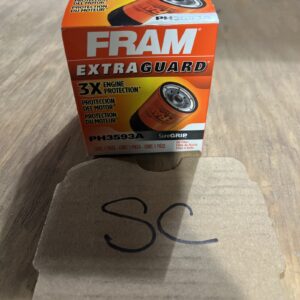 FRAM
EXTRAGUARD
3X ENGINE PROTECTION
PROTECCIÓN DEL MOTOR
PROTECTION DU MOTEUR
PH3593A
SureGRIP
SC